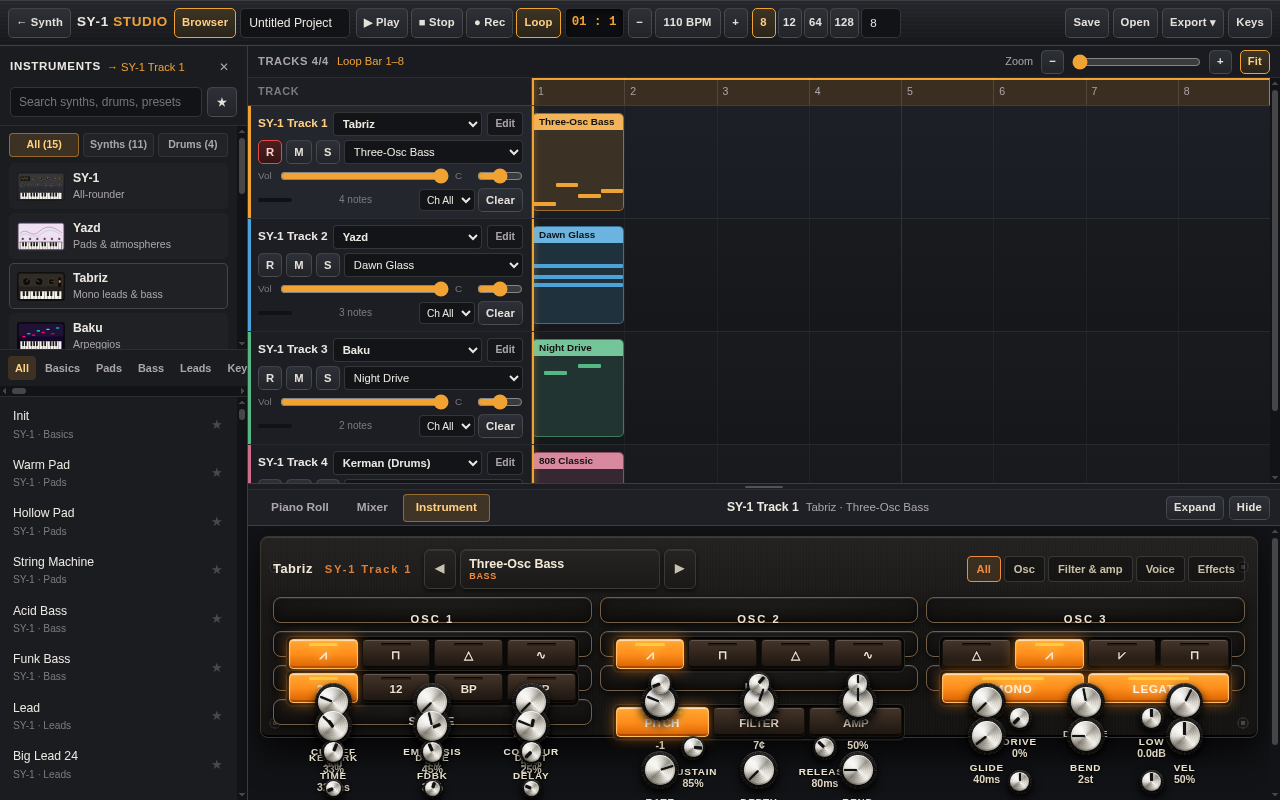 ← Synth SY-1 STUDIO Browser Untitled Project ▶ Play ■ Stop ● Rec Loop 01 : 1 − 110 BPM + 8 12 64 128 8 Save Open Export ▾ Keys
INSTRUMENTS → SY-1 Track 1 ✕
Search synths, drums, presets ★
All (15) Synths (11) Drums (4)
SY-1
All-rounder
Yazd
Pads & atmospheres
Tabriz
Mono leads & bass
Baku
Arpeggios
All Basics Pads Bass Leads Key
Init
SY-1 · Basics
Warm Pad
SY-1 · Pads
Hollow Pad
SY-1 · Pads
String Machine
SY-1 · Pads
Acid Bass
SY-1 · Bass
Funk Bass
SY-1 · Bass
Lead
SY-1 · Leads
Big Lead 24
SY-1 · Leads
TRACKS 4/4 Loop Bar 1–8 Zoom − + Fit
TRACK 1 2 3 4 5 6 7 8
SY-1 Track 1 Tabriz Edit
R M S Three-Osc Bass
Vol C
4 notes Ch All Clear
Three-Osc Bass
SY-1 Track 2 Yazd Edit
R M S Dawn Glass
Vol C
3 notes Ch All Clear
Dawn Glass
SY-1 Track 3 Baku Edit
R M S Night Drive
Vol C
2 notes Ch All Clear
Night Drive
SY-1 Track 4 Kerman (Drums) Edit
808 Classic
Piano Roll Mixer Instrument SY-1 Track 1 Tabriz · Three-Osc Bass Expand Hide
Tabriz SY-1 Track 1 ◀ Three-Osc Bass ▶ All Osc Filter & amp Voice Effects
BASS
OSC 1 OSC 2 OSC 3
12 BP MONO LEGATO
PITCH FILTER AMP
-1 7¢ 50%
DRIVE LOW
0% 0.0dB
SUSTAIN RELEASE GLIDE BEND VEL
85% 80ms 40ms 2st 50%
TIME FDBK DELAY